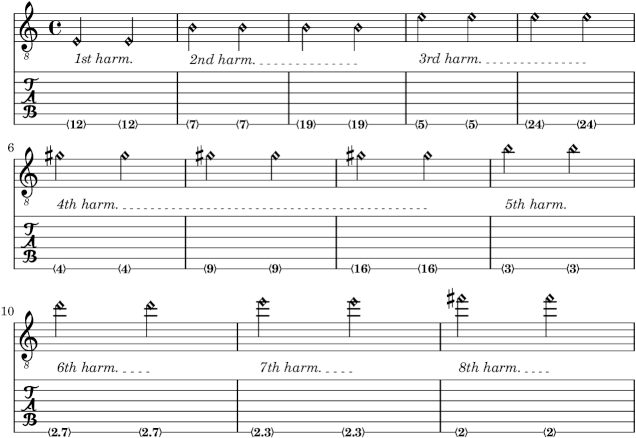 8
1st harm. 2nd harm. 3rd harm.
T
A
B
⟨12⟩ ⟨12⟩ ⟨7⟩ ⟨7⟩ ⟨19⟩ ⟨19⟩ ⟨5⟩ ⟨5⟩ ⟨24⟩ ⟨24⟩
6
8
4th harm. 5th harm.
T
A
B
⟨4⟩ ⟨4⟩ ⟨9⟩ ⟨9⟩ ⟨16⟩ ⟨16⟩ ⟨3⟩ ⟨3⟩
10
8
6th harm. 7th harm. 8th harm.
T
A
B
⟨2.7⟩ ⟨2.7⟩ ⟨2.3⟩ ⟨2.3⟩ ⟨2⟩ ⟨2⟩